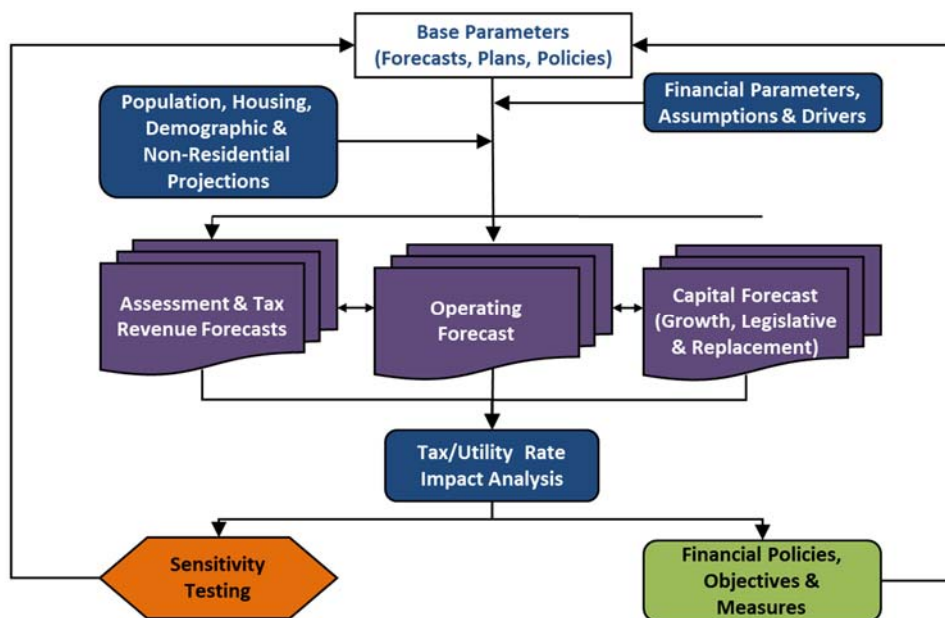 Base Parameters
(Forecasts, Plans, Policies)
Population, Housing,
Demographic &
Non-Residential
Projections
Financial Parameters,
Assumptions & Drivers
Assessment & Tax
Revenue Forecasts
Operating
Forecast
Capital Forecast
(Growth, Legislative
& Replacement)
Tax/Utility Rate
Impact Analysis
Sensitivity
Testing
Financial Policies,
Objectives &
Measures